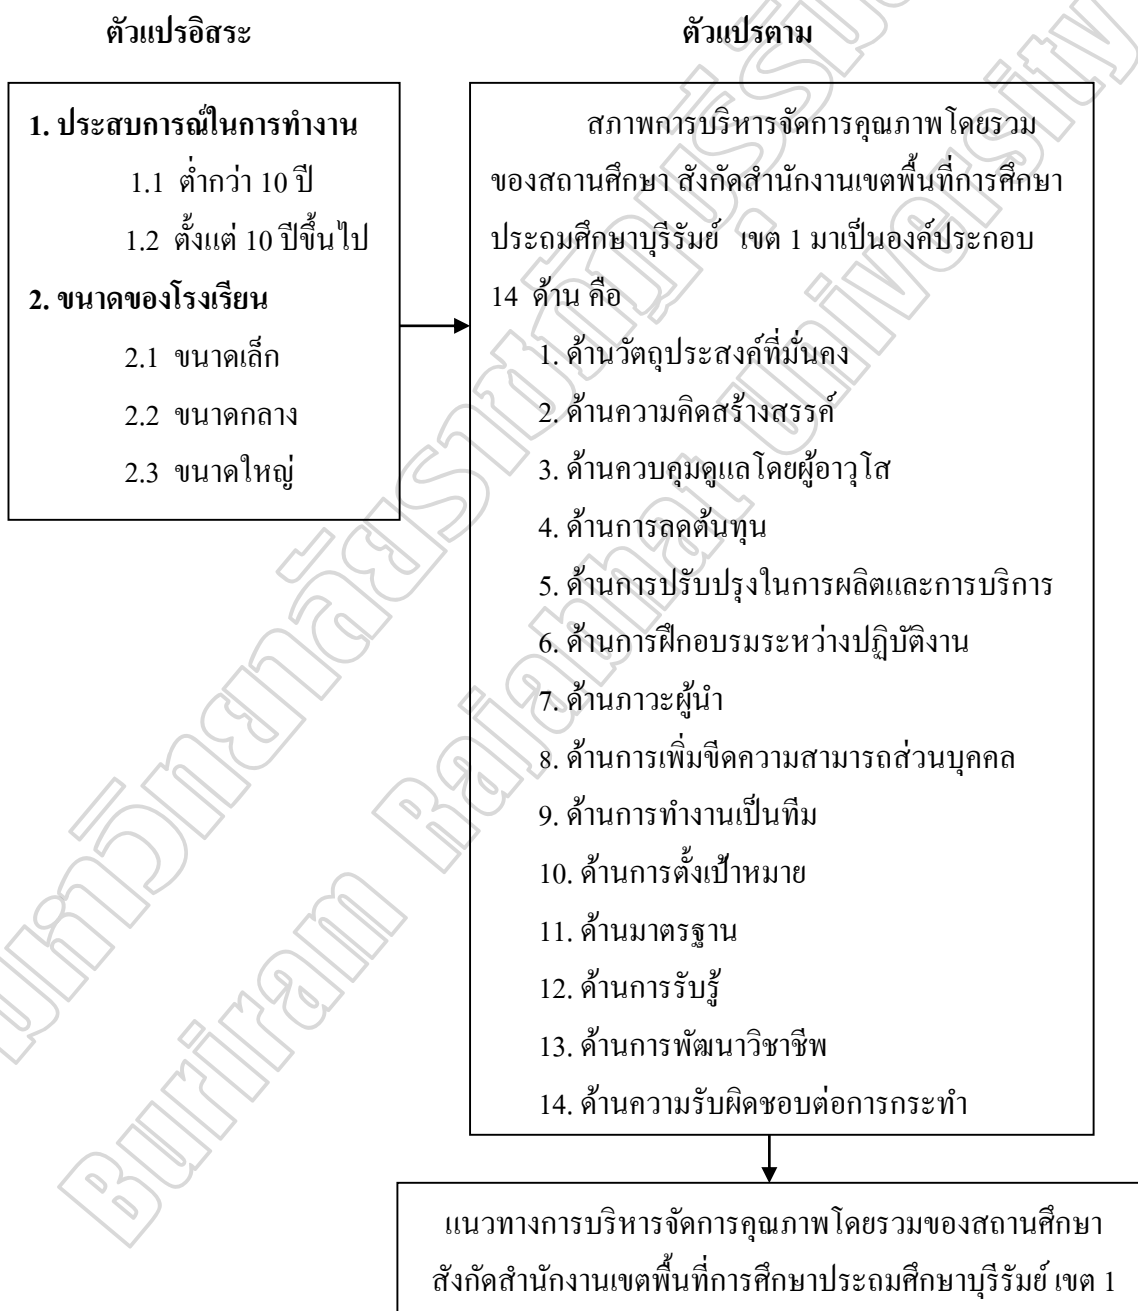 ตัวแปรอิสระ
ตัวแปรตาม
1. ประสบการณ์ในการทำงาน
1.1 ต่ำกว่า 10 ปี
1.2 ตั้งแต่ 10 ปีขึ้นไป
2. ขนาดของโรงเรียน
2.1 ขนาดเล็ก
2.2 ขนาดกลาง
2.3 ขนาดใหญ่
สภาพการบริหารจัดการคุณภาพโดยรวม
ของสถานศึกษา สังกัดสำนักงานเขตพื้นที่การศึกษา
ประถมศึกษาบุรีรัมย์ เขต 1 มาเป็นองค์ประกอบ
14 ด้าน คือ
1. ด้านวัตถุประสงค์ที่มั่นคง
2. ด้านความคิดสร้างสรรค์
3. ด้านควบคุมดูแลโดยผู้อาวุโส
4. ด้านการลดต้นทุน
5. ด้านการปรับปรุงในการผลิตและการบริการ
6. ด้านการฝึกอบรมระหว่างปฏิบัติงาน
7. ด้านภาวะผู้นำ
8. ด้านการเพิ่มขีดความสามารถส่วนบุคคล
9. ด้านการทำงานเป็นทีม
10. ด้านการตั้งเป้าหมาย
11. ด้านมาตรฐาน
12. ด้านการรับรู้
13. ด้านการพัฒนาวิชาชีพ
14. ด้านความรับผิดชอบต่อการกระทำ
แนวทางการบริหารจัดการคุณภาพโดยรวมของสถานศึกษา
สังกัดสำนักงานเขตพื้นที่การศึกษาประถมศึกษาบุรีรัมย์ เขต 1
Buriram Rajabhat University